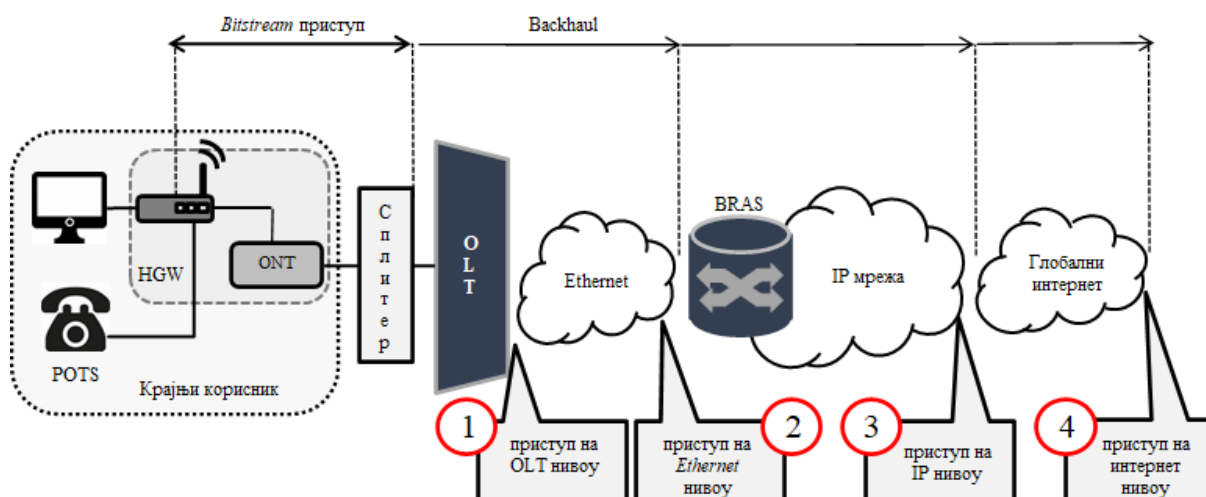 Bitstream приступ
Backhaul
BRAS
С
п
л
и
т
е
р
O
L
T
Ethernet
IP мрежа
Глобални
интернет
HGW
ONT
POTS
Крајњи корисник
1
приступ на
OLT нивоу
приступ на
Ethernet
нивоу
2
3
приступ на
IP нивоу
4
приступ на
интернет
нивоу